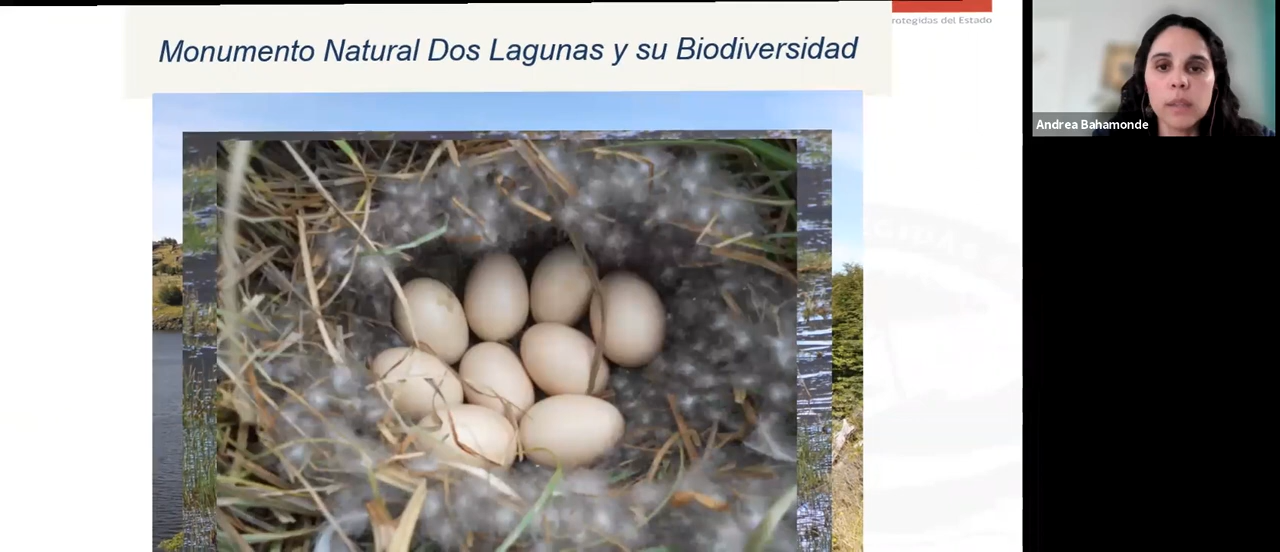 rotegidas del Estado
Monumento Natural Dos Lagunas y su Biodiversidad
Andrea Bahamonde